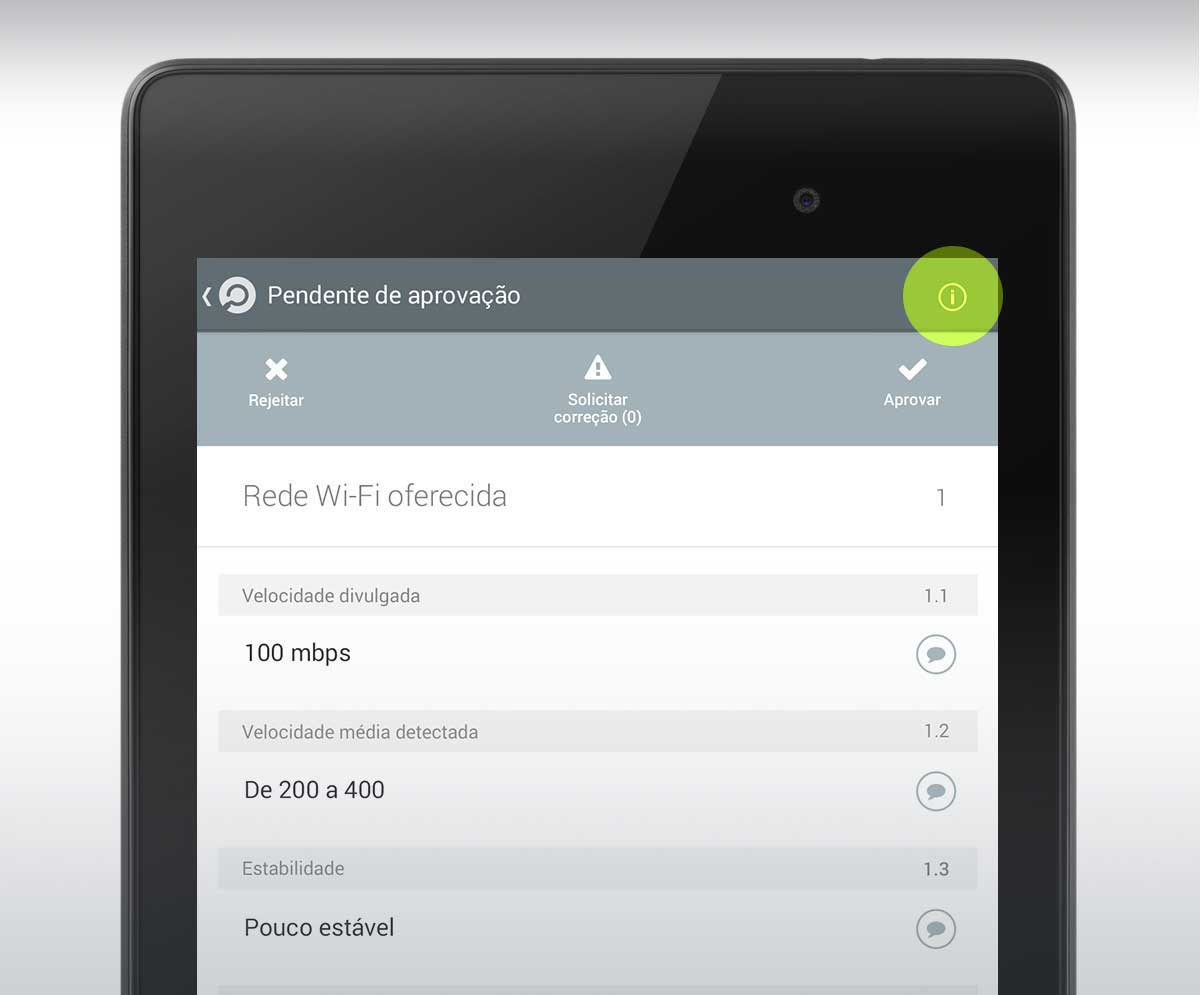 Pendente de aprovação
Rejeitar
Solicitar
correção (0)
Aprovar
Rede Wi-Fi oferecida 1
Velocidade divulgada 1.1
100 mbps
Velocidade média detectada 1.2
De 200 a 400
Estabilidade 1.3
Pouco estável